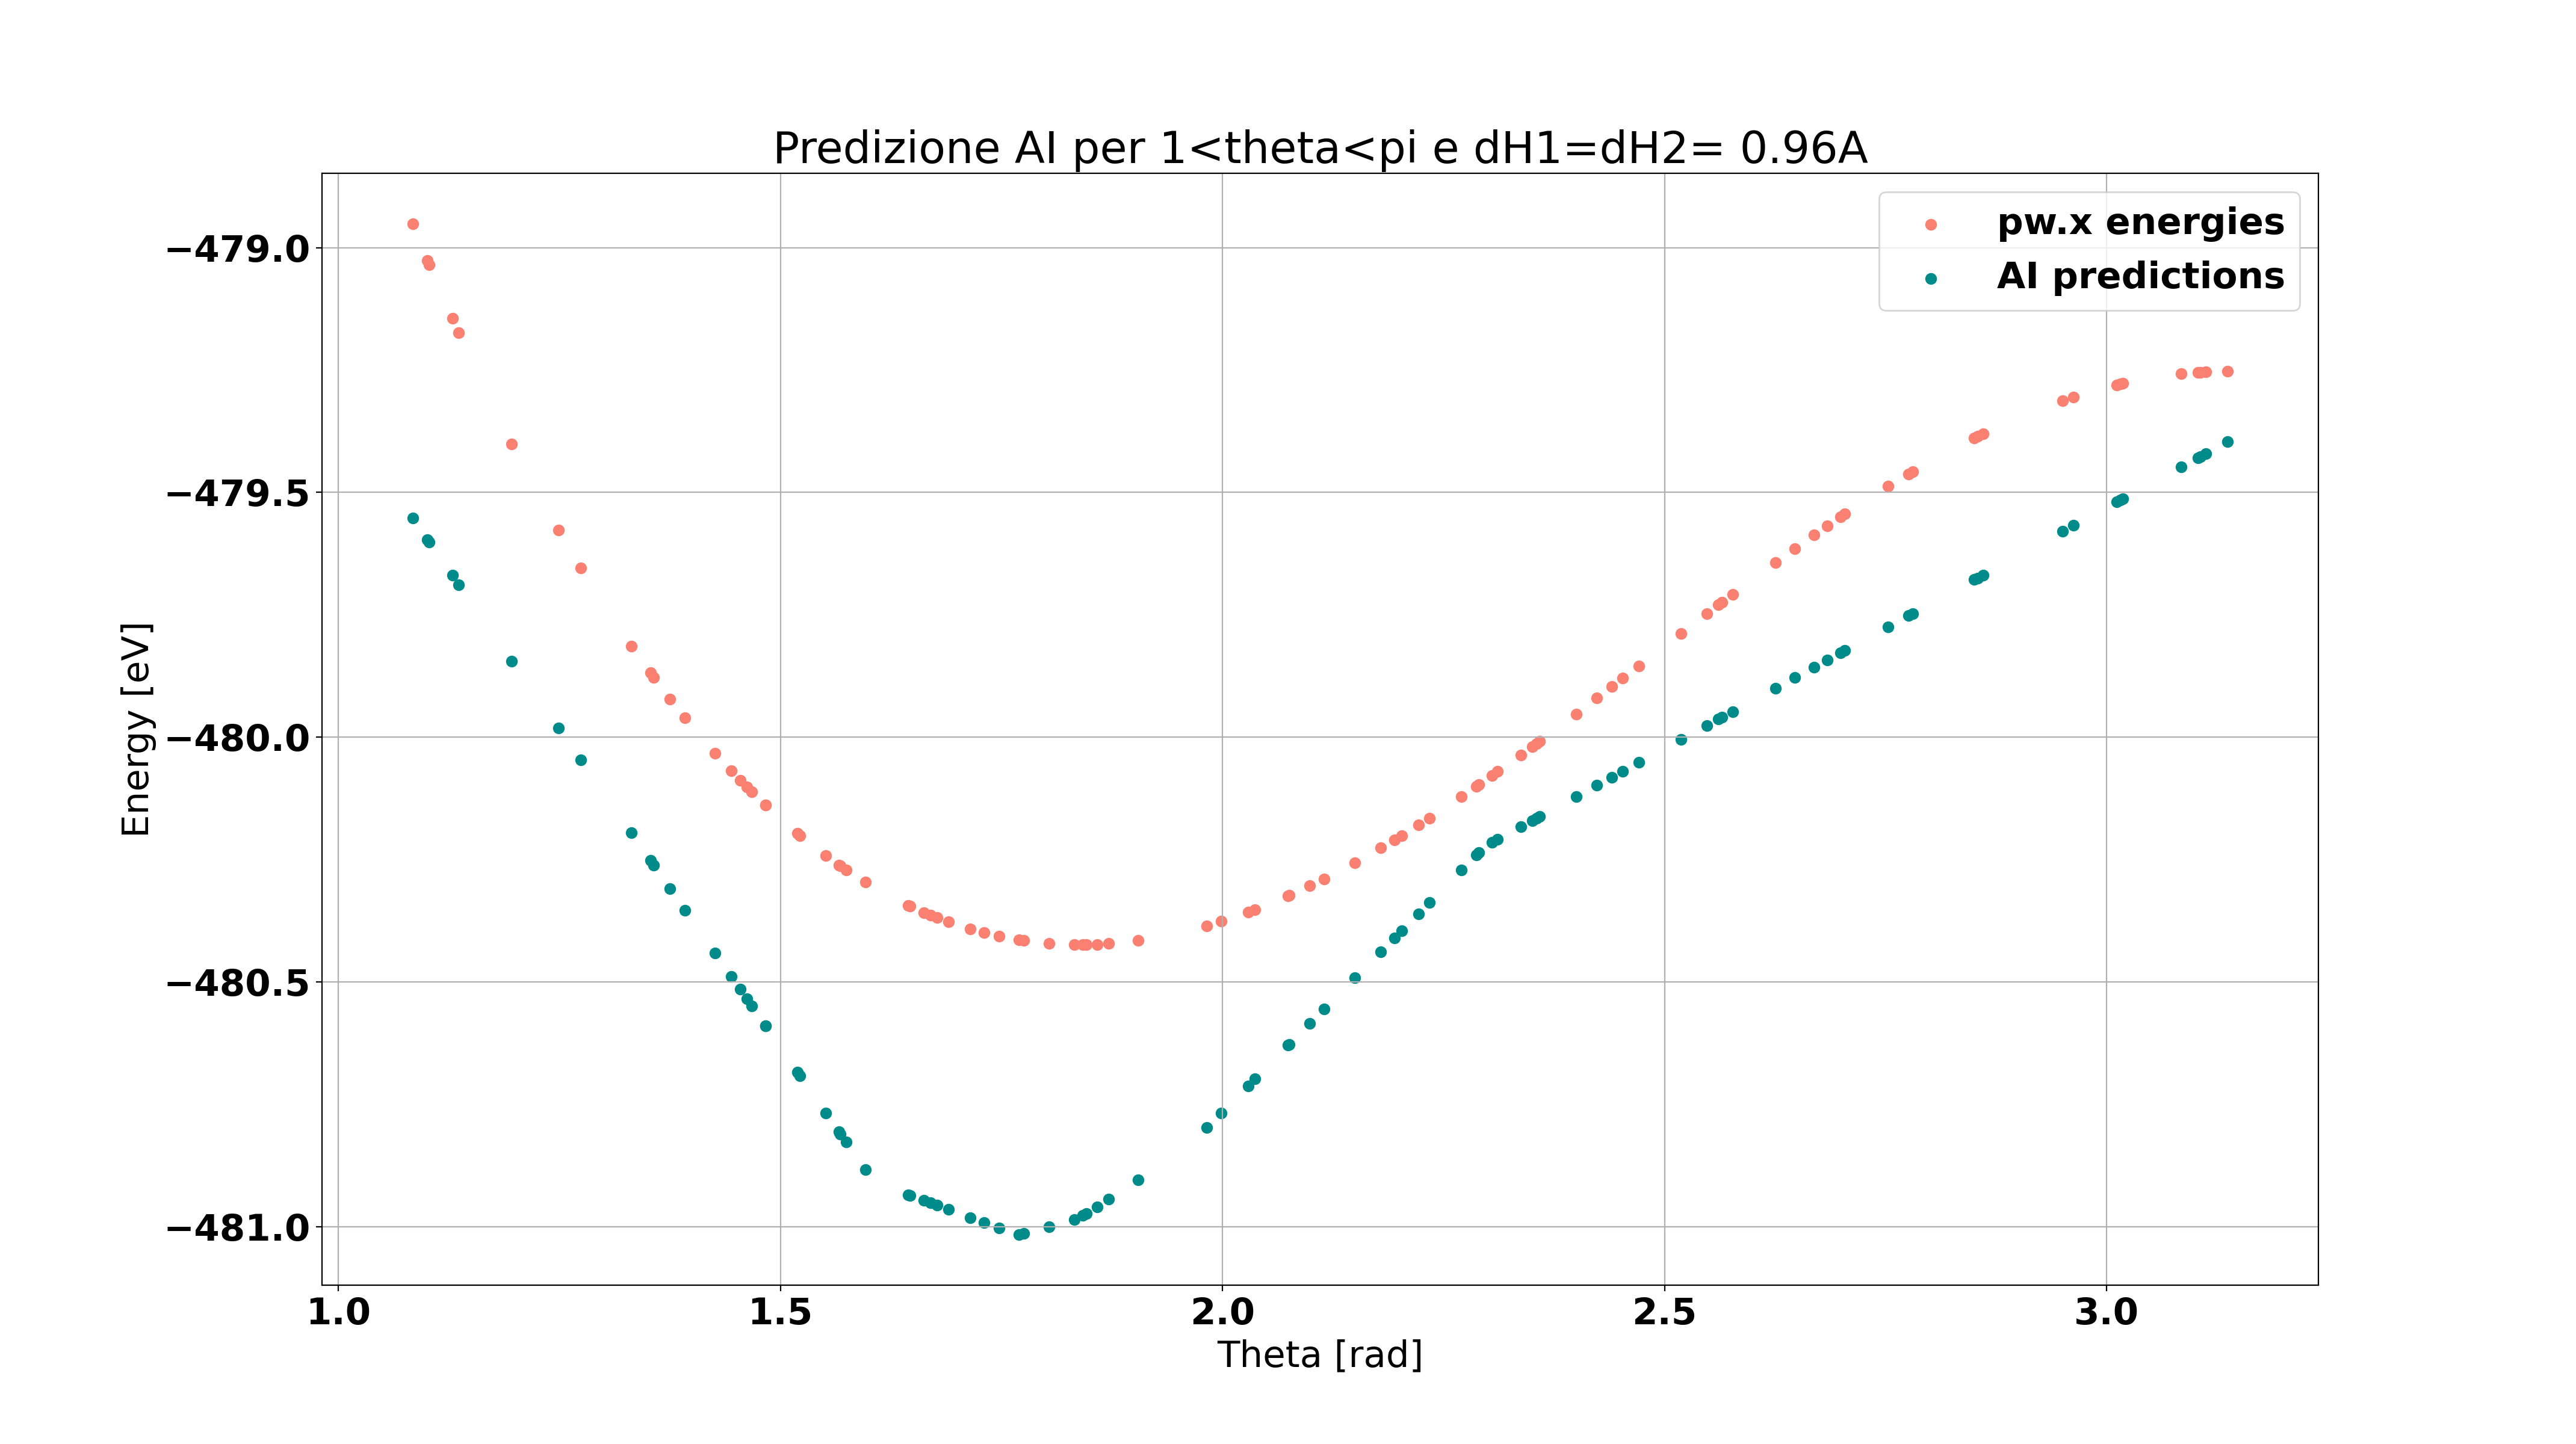 Predizione AI per 1<theta<pi e dH1=dH2= 0.96A
pw.x energies
AI predictions
−479.0
−479.5
−480.0
−480.5
−481.0
Energy [eV]
1.0 1.5 2.0 2.5 3.0
Theta [rad]